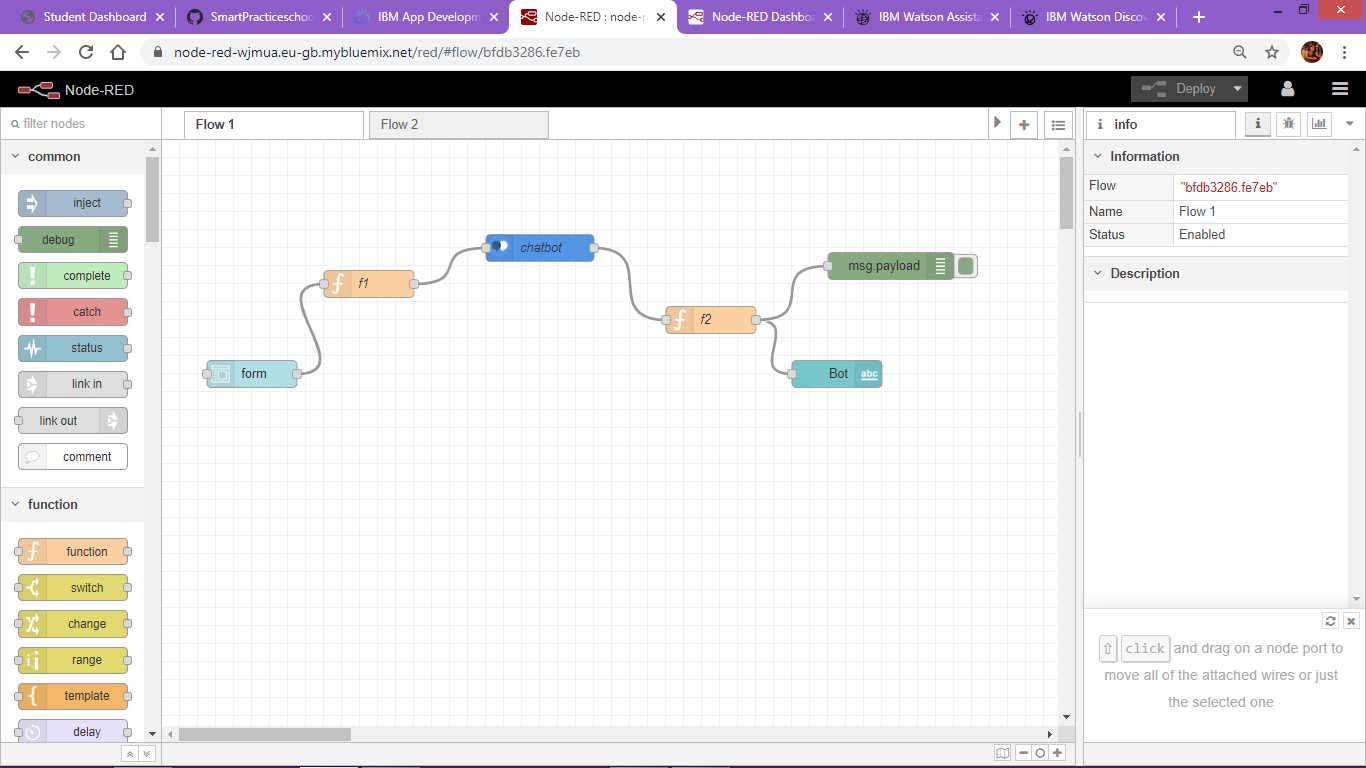 Student Dashboard
SmartPracticeschoo
IBM App Developm
Node-RED : node-r
Node-RED Dashbo
IBM Watson Assista
IBM Watson Discov
node-red-wjmua.eu-gb.mybluemix.net/red/#flow/bfdb3286.fe7eb
Node-RED
Deploy
filter nodes
Flow 1
Flow 2
info
common
inject
debug
complete
catch
status
link in
link out
comment
function
function
switch
change
range
template
delay
form
f1
chatbot
f2
msg.payload
Bot
abc
Information
Flow "bfdb3286.fe7eb"
Name Flow 1
Status Enabled
Description
⇧ click and drag on a node port to
move all of the attached wires or just
the selected one